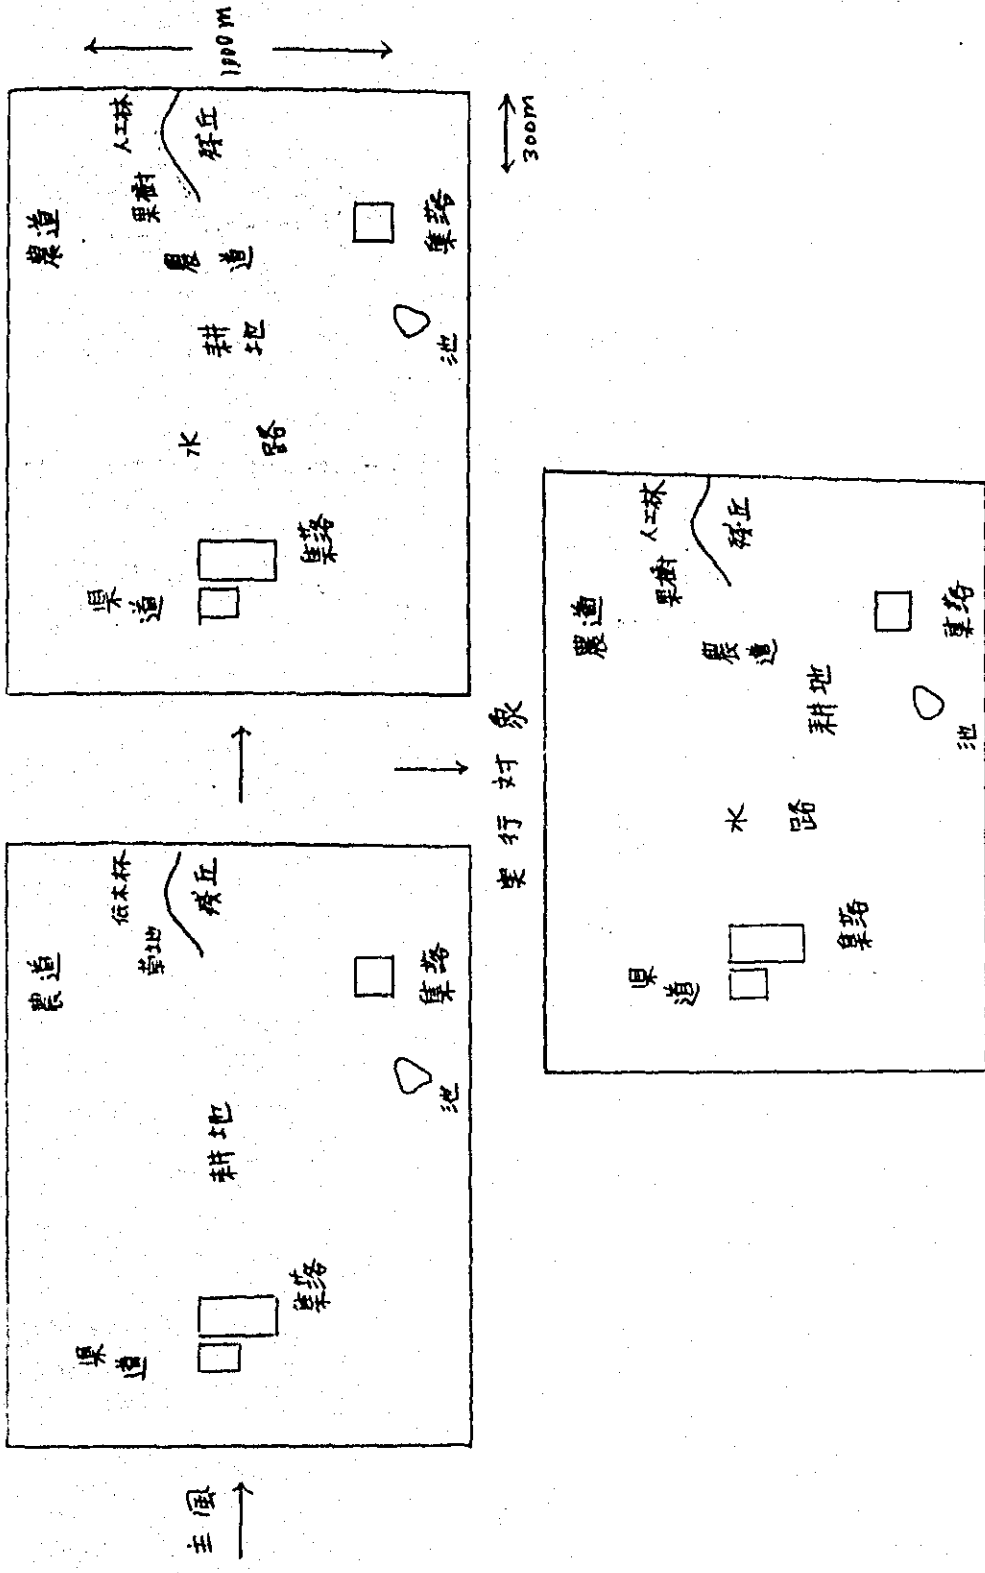 主風
県道
集落
耕地
池
農道
草地
低木林
残丘
集落
県道
集落
水路
耕地
池
農道
農道
果樹
人工林
残丘
集落
1000m
300m
実行対象
県道
集落
水路
耕地
池
農道
農道
果樹
人工林
残丘
集落